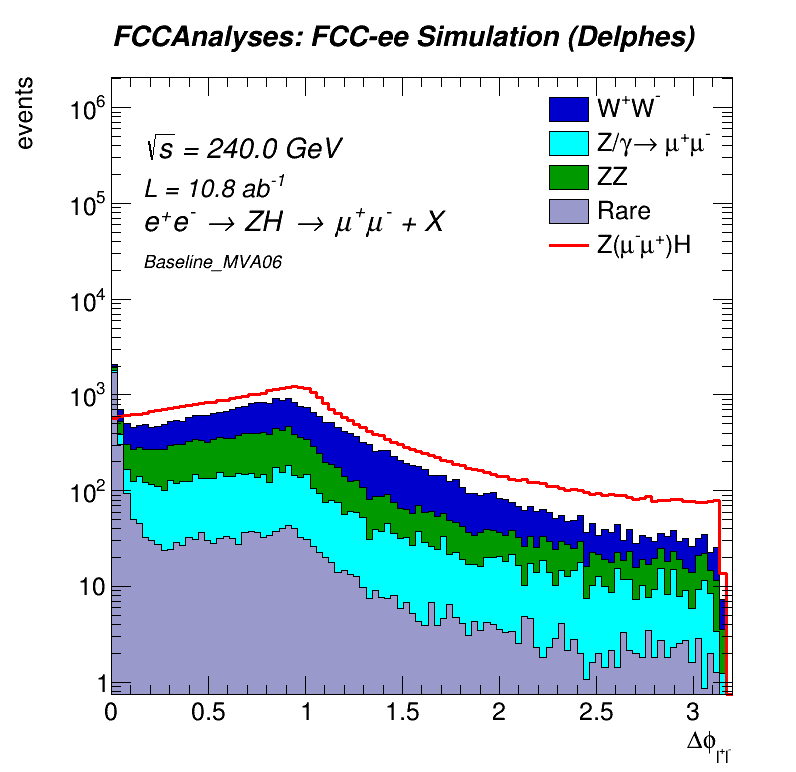 FCCAnalyses: FCC-ee Simulation (Delphes)
events
10⁶
10⁵
10⁴
10³
10²
10
1
√s = 240.0 GeV
L = 10.8 ab⁻¹
e⁺e⁻ → ZH → μ⁺μ⁻ + X
Baseline_MVA06
W⁺W⁻
Z/γ→ μ⁺μ⁻
ZZ
Rare
Z(μ⁻μ⁺)H
0 0.5 1 1.5 2 2.5 3
Δϕ_l⁺l⁻